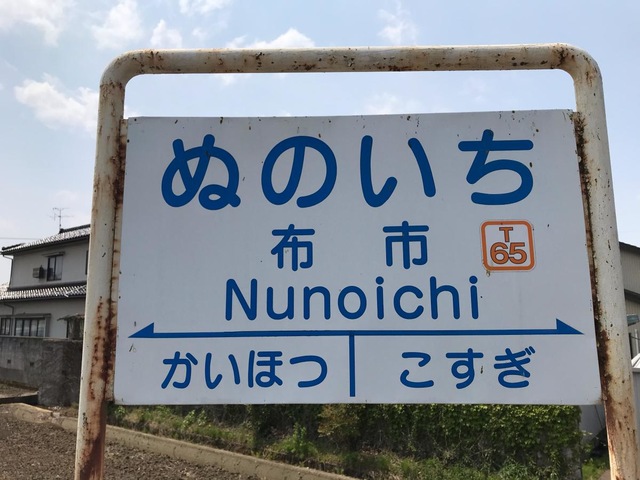 ぬのいち
布市
T
65
Nunoichi
かいほつ こすぎ